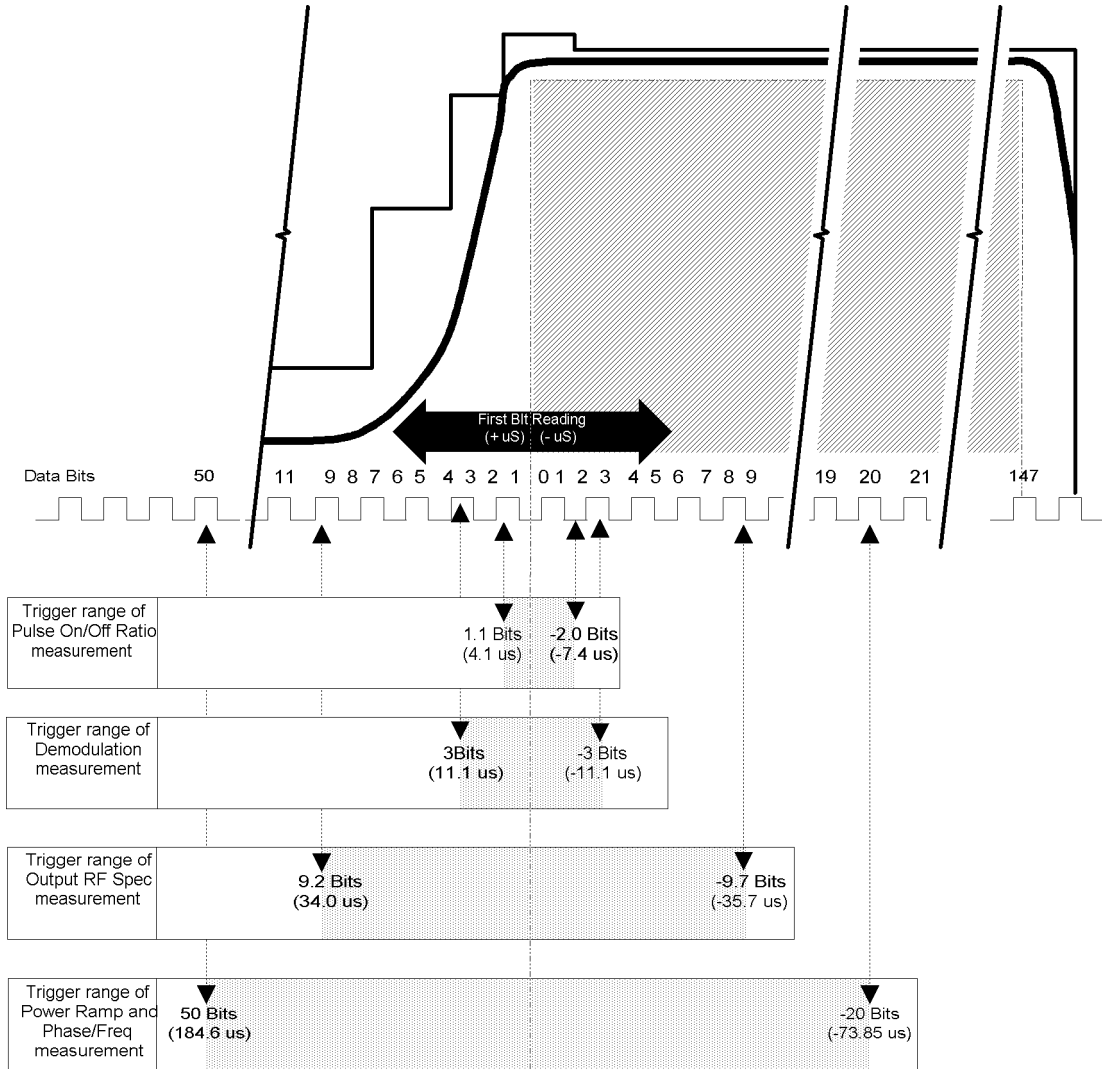 First Bit Reading
(+ uS) (- uS)
Data Bits 50 11 9 8 7 6 5 4 3 2 1 0 1 2 3 4 5 6 7 8 9 19 20 21 147
Trigger range of
Pulse On/Off Ratio
measurement
1.1 Bits
(4.1 us)
-2.0 Bits
(-7.4 us)
Trigger range of
Demodulation
measurement
3Bits
(11.1 us)
-3 Bits
(-11.1 us)
Trigger range of
Output RF Spec
measurement
9.2 Bits
(34.0 us)
-9.7 Bits
(-35.7 us)
Trigger range of
Power Ramp and
Phase/Freq
measurement
50 Bits
(184.6 us)
-20 Bits
(-73.85 us)